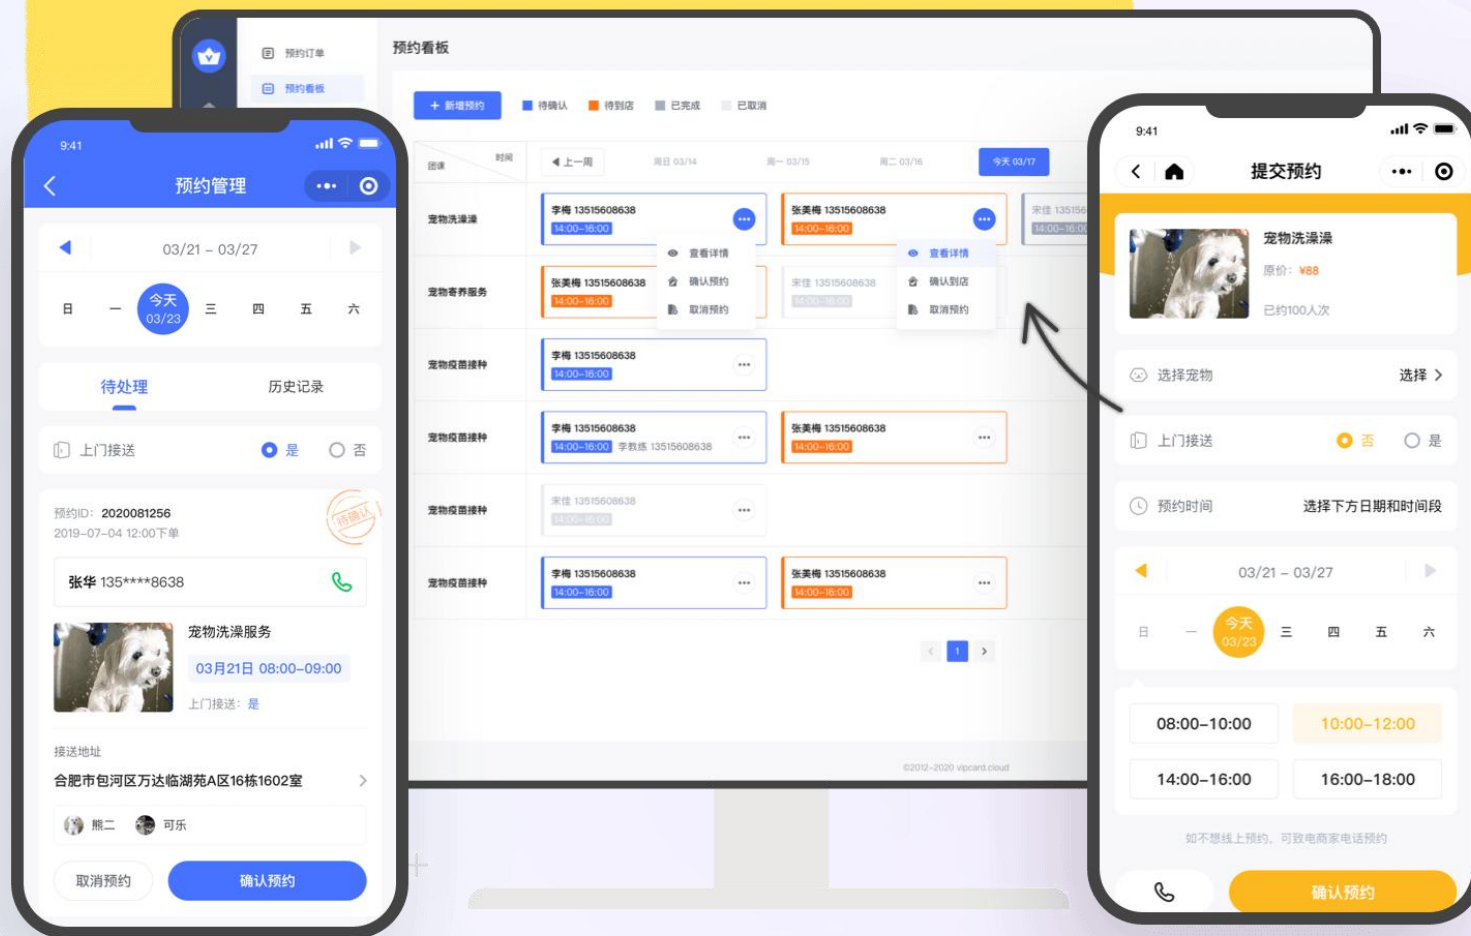 预约订单
预约看板
预约看板
+ 新增预约
待确认
待到店
已完成
已取消
团课
时间
上一周
周日 03/14
周一 03/15
周二 03/16
今天 03/17
宠物洗澡澡
李梅 13515608638
14:00-16:00
张美梅 13515608638
14:00-16:00
宋佳 135156
14:00-16:00
查看详情
确认预约
取消预约
查看详情
确认到店
取消预约
宠物寄养服务
张美梅 13515608638
14:00-16:00
宋佳 13515608638
14:00-16:00
宠物疫苗接种
李梅 13515608638
14:00-16:00
宠物疫苗接种
李梅 13515608638
14:00-16:00 李教练 13515608638
张美梅 13515608638
14:00-16:00
宠物疫苗接种
宋佳 13515608638
14:00-16:00
宠物疫苗接种
李梅 13515608638
14:00-16:00
张美梅 13515608638
14:00-16:00
1
©2012-2020 vipcard.cloud
9:41
预约管理
03/21 - 03/27
日 一 今天 三 四 五 六
03/23
待处理
历史记录
上门接送
是
否
预约ID: 2020081256
2019-07-04 12:00下单
待确认
张华 135****8638
宠物洗澡服务
03月21日 08:00-09:00
上门接送: 是
接送地址
合肥市包河区万达临湖苑A区16栋1602室
熊二
可乐
取消预约
确认预约
9:41
提交预约
宠物洗澡澡
原价: ¥88
已约100人次
选择宠物
选择
上门接送
否
是
预约时间
选择下方日期和时间段
03/21 - 03/27
日 一 今天 三 四 五 六
03/23
08:00-10:00
10:00-12:00
14:00-16:00
16:00-18:00
如不想线上预约、可致电商家电话预约
确认预约